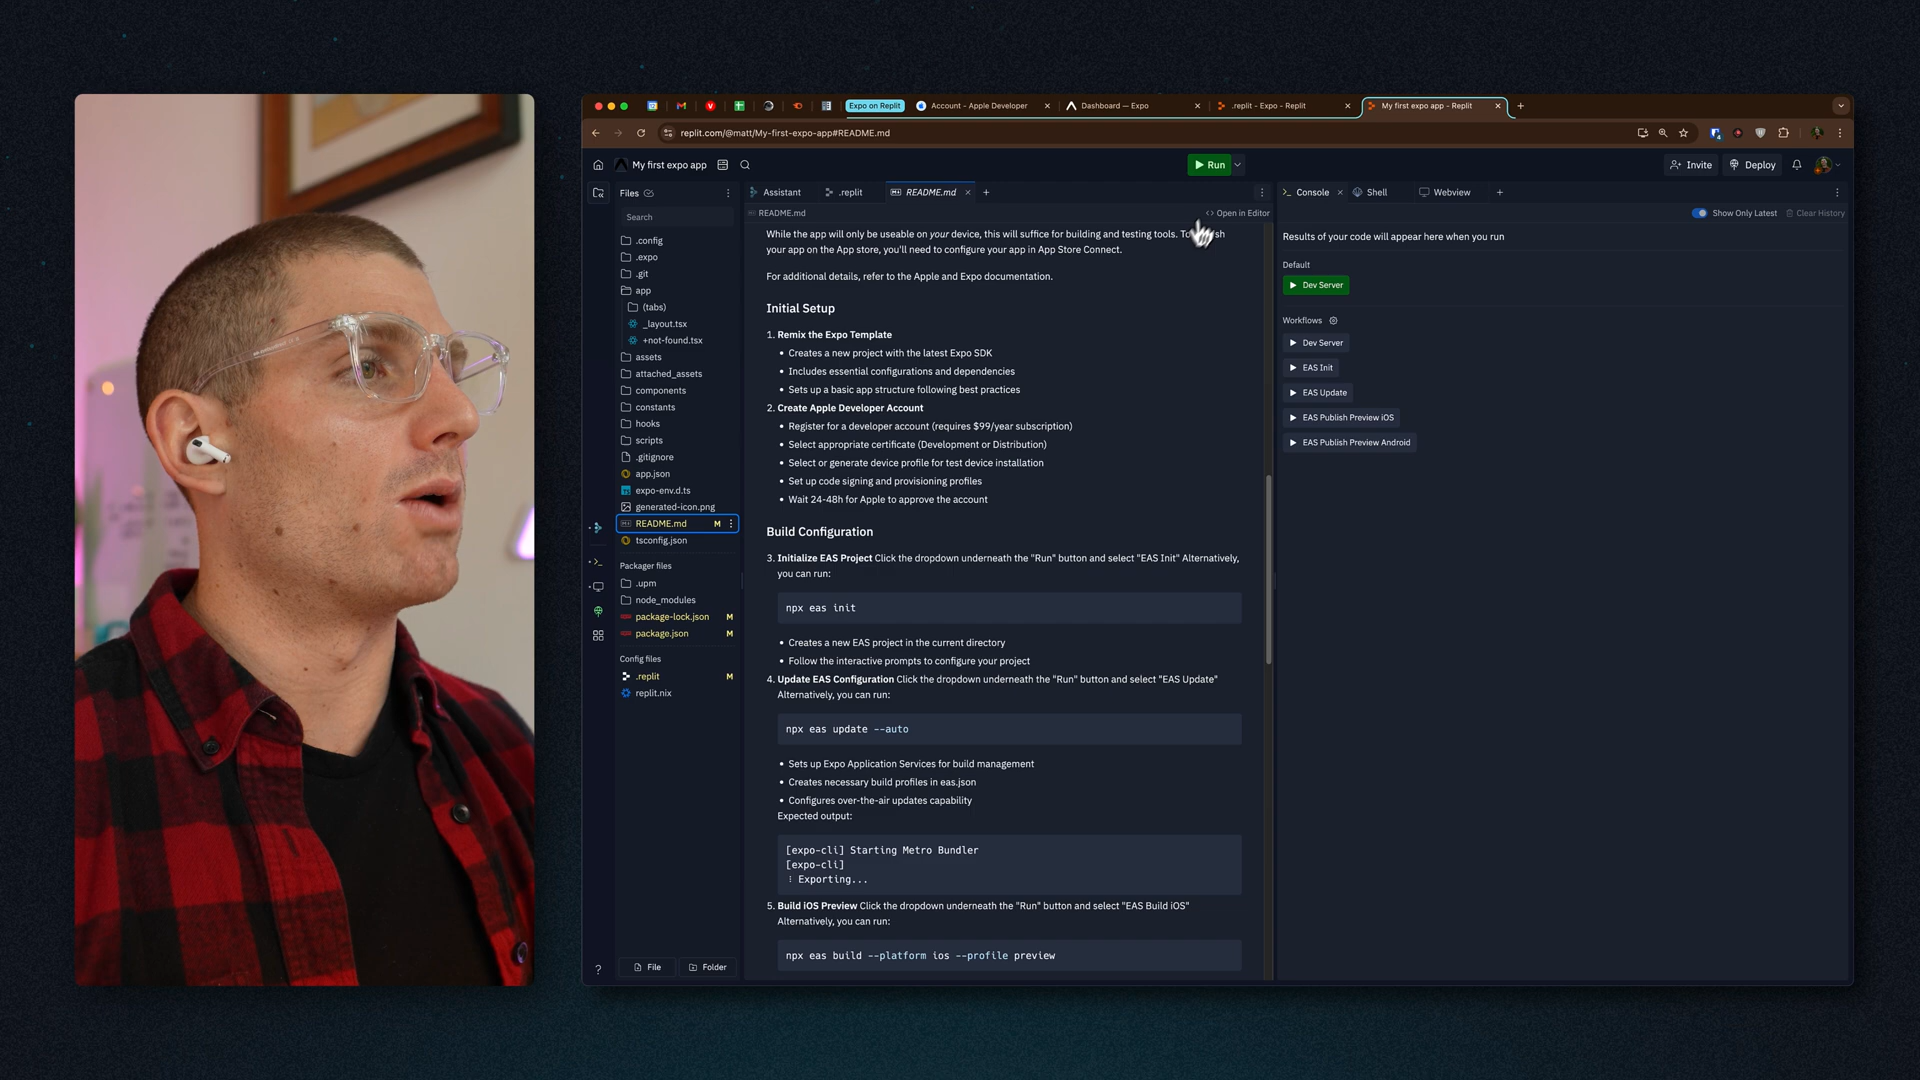 Expo on Replit
Account - Apple Developer
Dashboard — Expo
.replit - Expo - Replit
My first expo app - Replit
replit.com/@matt/My-first-expo-app#README.md
My first expo app
Run
Invite
Deploy
Files
Search
.config
.expo
.git
app
(tabs)
_layout.tsx
+not-found.tsx
assets
attached_assets
components
constants
hooks
scripts
.gitignore
app.json
expo-env.d.ts
generated-icon.png
README.md M
tsconfig.json
Packager files
.upm
node_modules
package-lock.json M
package.json M
Config files
.replit M
replit.nix
File
Folder
Assistant
.replit
README.md
README.md
Open in Editor
While the app will only be useable on your device, this will suffice for building and testing tools.
your app on the App store, you'll need to configure your app in App Store Connect.
For additional details, refer to the Apple and Expo documentation.
Initial Setup
1. Remix the Expo Template
• Creates a new project with the latest Expo SDK
• Includes essential configurations and dependencies
• Sets up a basic app structure following best practices
2. Create Apple Developer Account
• Register for a developer account (requires $99/year subscription)
• Select appropriate certificate (Development or Distribution)
• Select or generate device profile for test device installation
• Set up code signing and provisioning profiles
• Wait 24-48h for Apple to approve the account
Build Configuration
3. Initialize EAS Project Click the dropdown underneath the "Run" button and select "EAS Init" Alternatively,
you can run:
npx eas init
• Creates a new EAS project in the current directory
• Follow the interactive prompts to configure your project
4. Update EAS Configuration Click the dropdown underneath the "Run" button and select "EAS Update"
Alternatively, you can run:
npx eas update --auto
• Sets up Expo Application Services for build management
• Creates necessary build profiles in eas.json
• Configures over-the-air updates capability
Expected output:
[expo-cli] Starting Metro Bundler
[expo-cli]
⋮ Exporting...
5. Build iOS Preview Click the dropdown underneath the "Run" button and select "EAS Build iOS"
Alternatively, you can run:
npx eas build --platform ios --profile preview
Console
Shell
Webview
Show Only Latest
Clear History
Results of your code will appear here when you run
Default
Dev Server
Workflows
Dev Server
EAS Init
EAS Update
EAS Publish Preview iOS
EAS Publish Preview Android